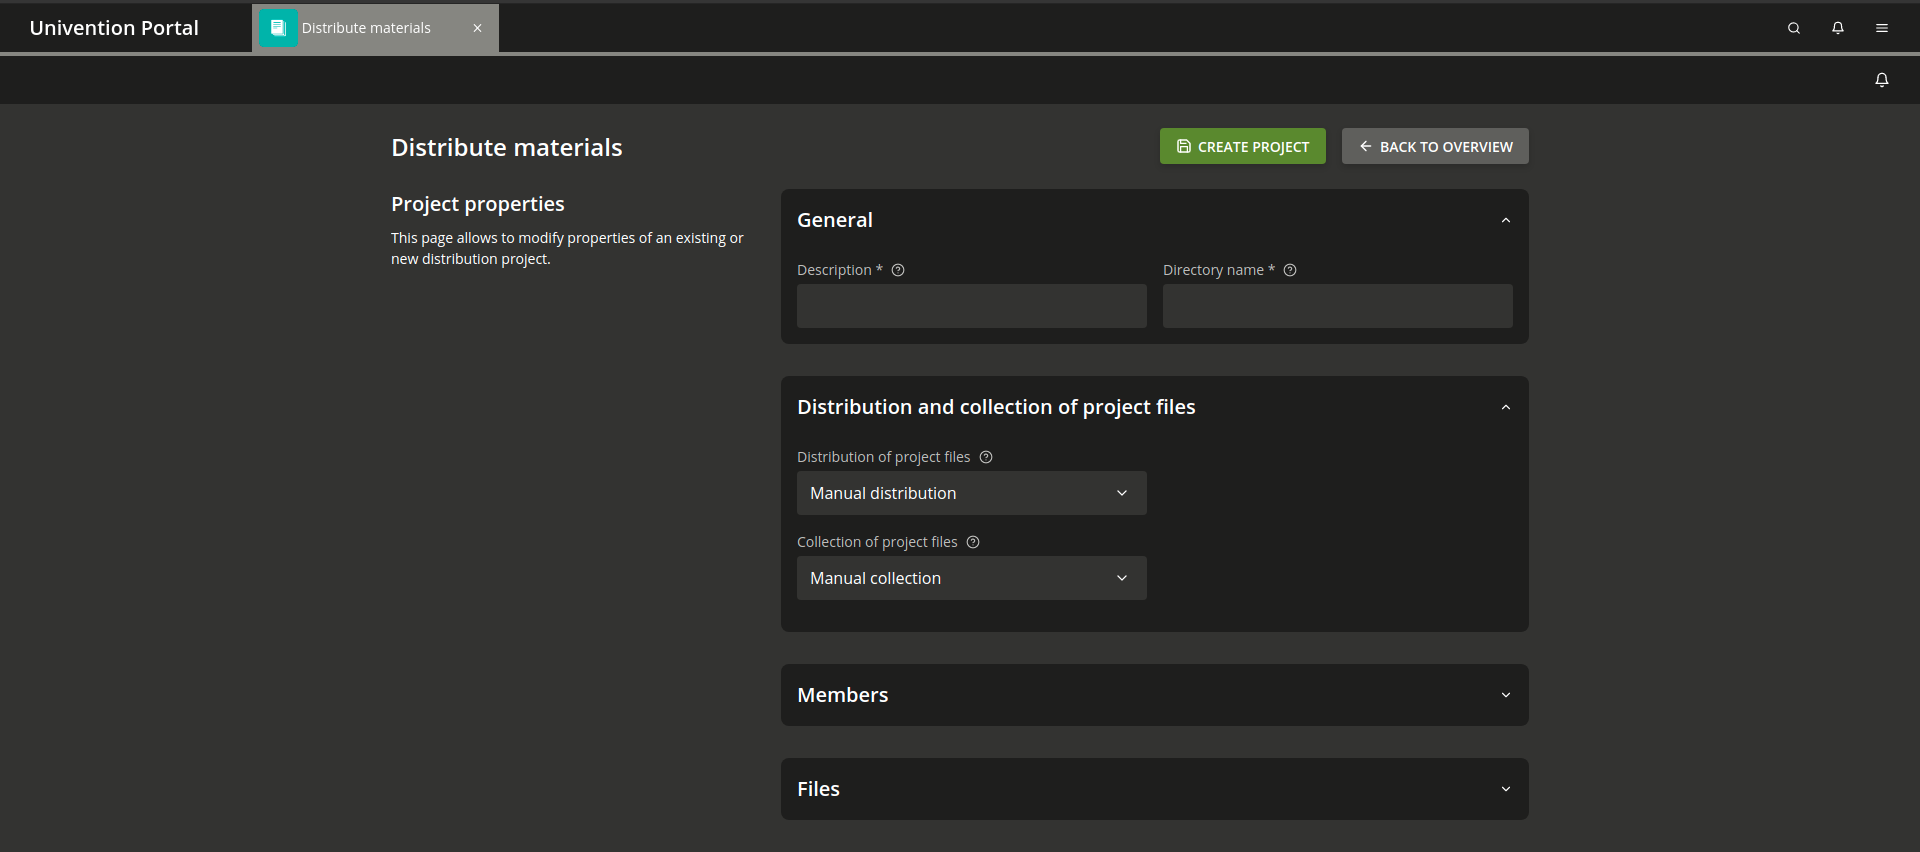 Univention Portal
Distribute materials
Distribute materials
CREATE PROJECT
BACK TO OVERVIEW
Project properties
This page allows to modify properties of an existing or
new distribution project.
General
Description *
Directory name *
Distribution and collection of project files
Distribution of project files
Manual distribution
Collection of project files
Manual collection
Members
Files